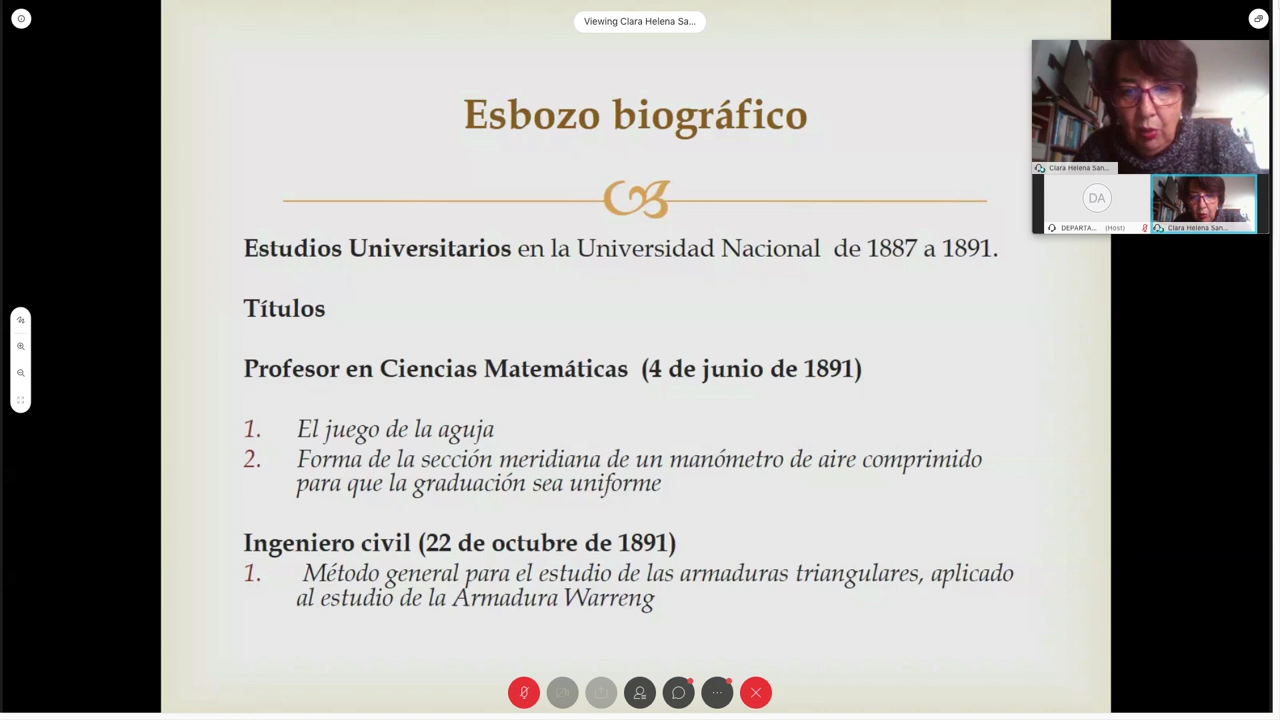 Viewing Clara Helena Sa...
Esbozo biográfico
Estudios Universitarios en la Universidad Nacional de 1887 a 1891.
Títulos
Profesor en Ciencias Matemáticas (4 de junio de 1891)
1. El juego de la aguja
2. Forma de la sección meridiana de un manómetro de aire comprimido
para que la graduación sea uniforme
Ingeniero civil (22 de octubre de 1891)
1. Método general para el estudio de las armaduras triangulares, aplicado
al estudio de la Armadura Warreng
Clara Helena San...
DA
DEPARTA... (Host)
Clara Helena San...